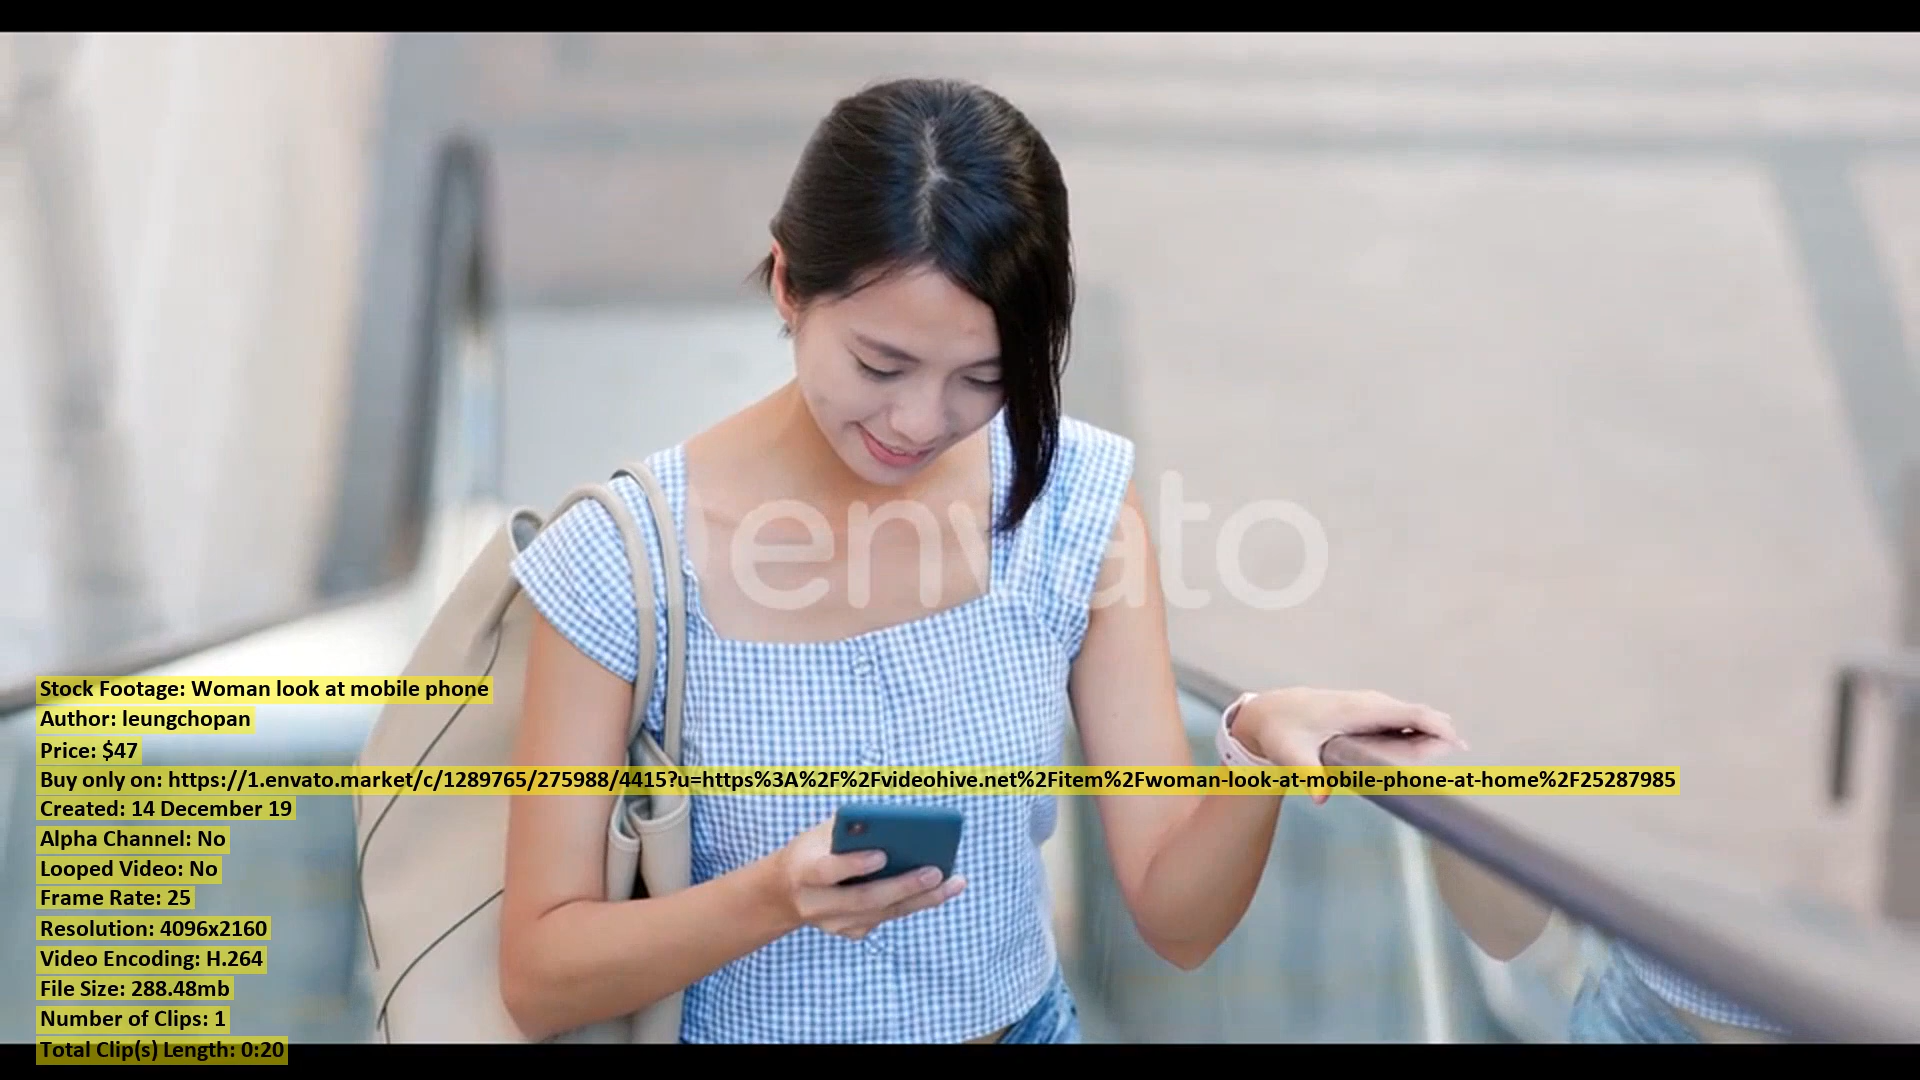 envato
Stock Footage: Woman look at mobile phone
Author: leungchopan
Price: $47
Buy only on: https://1.envato.market/c/1289765/275988/4415?u=https%3A%2F%2Fvideohive.net%2Fitem%2Fwoman-look-at-mobile-phone-at-home%2F25287985
Created: 14 December 19
Alpha Channel: No
Looped Video: No
Frame Rate: 25
Resolution: 4096x2160
Video Encoding: H.264
File Size: 288.48mb
Number of Clips: 1
Total Clip(s) Length: 0:20